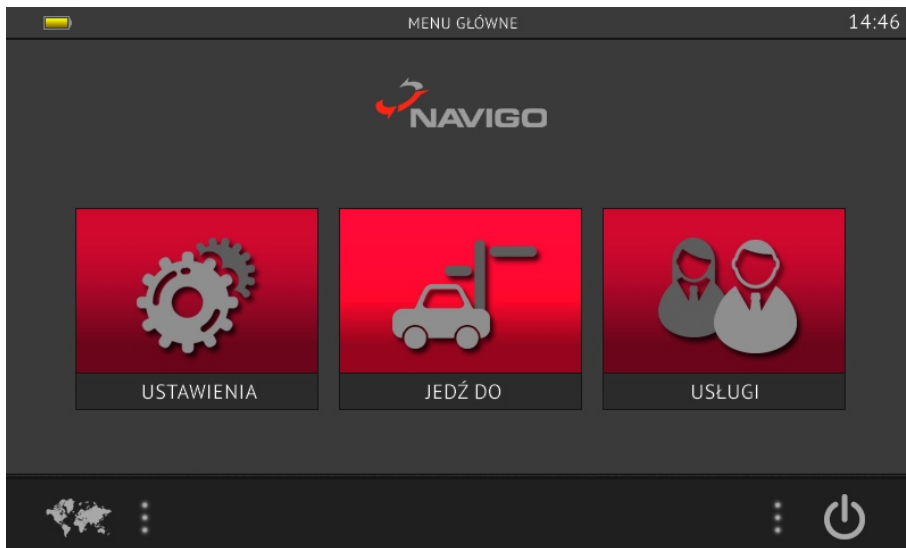 MENU GŁÓWNE
14:46
NAVIGO
USTAWIENIA
JEDŹ DO
USŁUGI